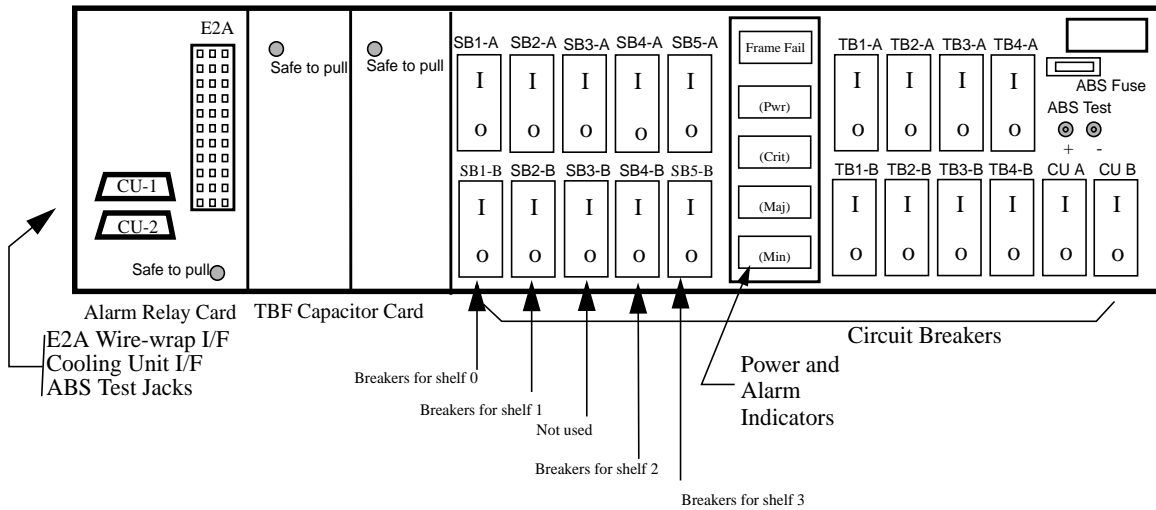 E2A
CU-1
CU-2
Safe to pull
Safe to pull
Safe to pull
SB1-A SB2-A SB3-A SB4-A SB5-A
I I I I I
O O O O O
SB1-B SB2-B SB3-B SB4-B SB5-B
I I I I I
O O O O O
Frame Fail
(Pwr)
(Crit)
(Maj)
(Min)
TB1-A TB2-A TB3-A TB4-A
I I I I
O O O O
ABS Fuse
ABS Test
+ -
TB1-B TB2-B TB3-B TB4-B CU A CU B
I I I I I I
O O O O O O
Alarm Relay Card
TBF Capacitor Card
E2A Wire-wrap I/F
Cooling Unit I/F
ABS Test Jacks
Breakers for shelf 0
Breakers for shelf 1
Not used
Breakers for shelf 2
Breakers for shelf 3
Power and
Alarm
Indicators
Circuit Breakers